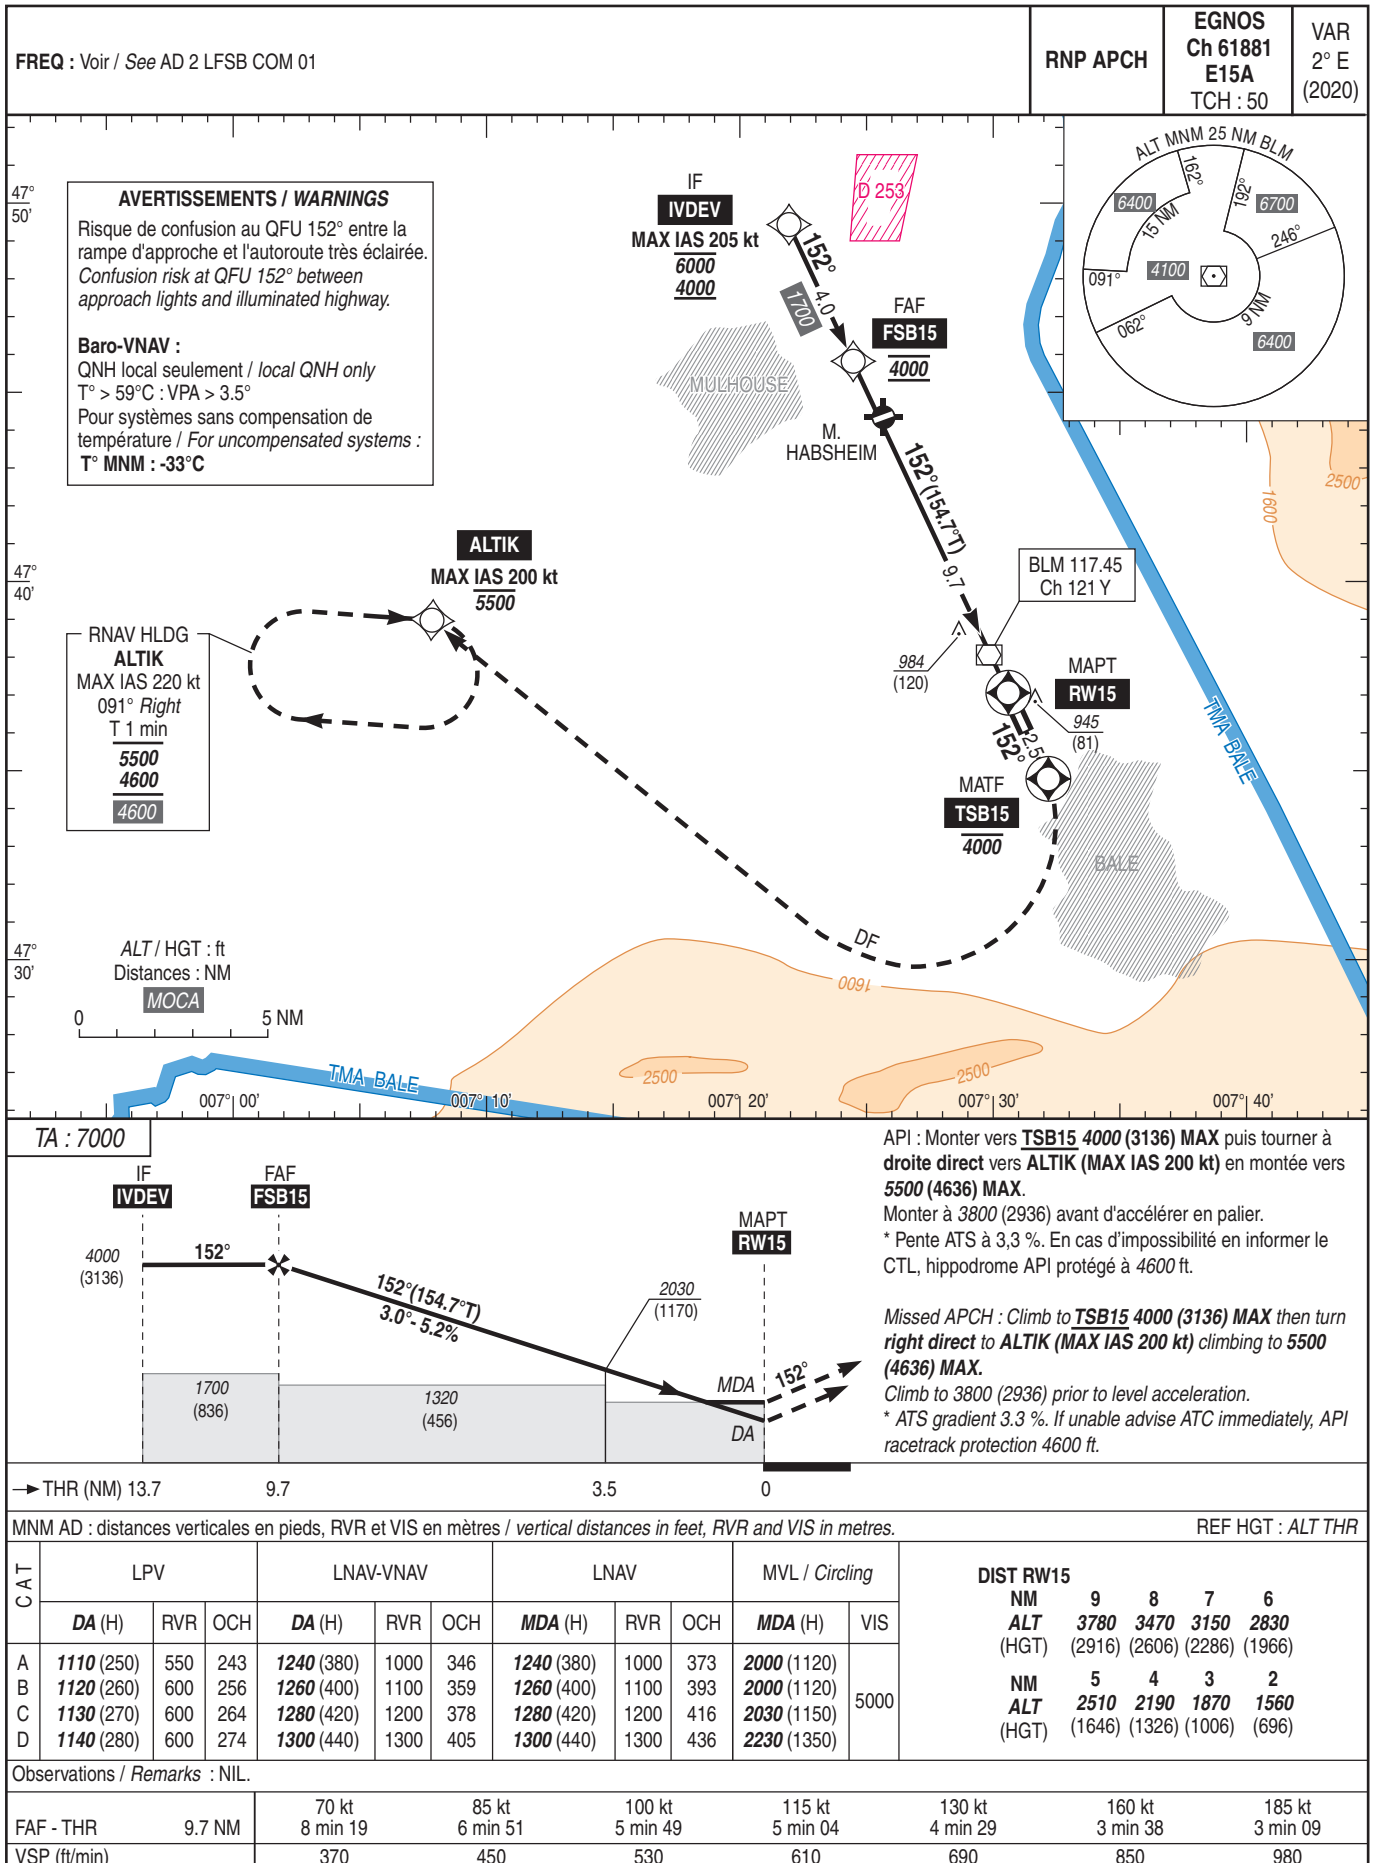 FREQ : Voir / See AD 2 LFSB COM 01
RNP APCH
EGNOS
Ch 61881
E15A
TCH : 50
VAR
2° E
(2020)
47°
50'
AVERTISSEMENTS / WARNINGS
Risque de confusion au QFU 152° entre la
rampe d'approche et l'autoroute très éclairée.
Confusion risk at QFU 152° between
approach lights and illuminated highway.
Baro-VNAV :
QNH local seulement / local QNH only
T° > 59°C : VPA > 3.5°
Pour systèmes sans compensation de
température / For uncompensated systems :
T° MNM : -33°C
IF
IVDEV
MAX IAS 205 kt
6000
4000
D 253
152°
4.0
1700
FAF
FSB15
4000
MULHOUSE
M.
HABSHEIM
152°(154.7°T)
9.7
ALT MNM 25 NM BLM
162°
192°
6400
6700
15 NM
246°
091°
4100
9 NM
062°
6400
2500
1600
47°
40'
ALTIK
MAX IAS 200 kt
5500
BLM 117.45
Ch 121 Y
RNAV HLDG
ALTIK
MAX IAS 220 kt
091° Right
T 1 min
5500
4600
4600
984
(120)
MAPT
RW15
945
(81)
152°
2.5
MATF
TSB15
4000
TMA BALE
BALE
DF
47°
30'
ALT / HGT : ft
Distances : NM
MOCA
0 5 NM
1600
2500
2500
TMA BALE
007° 00' 007° 10' 007° 20' 007° 30' 007° 40'
TA : 7000
IF
IVDEV
FAF
FSB15
MAPT
RW15
4000
(3136)
152°
152°(154.7°T)
3.0° - 5.2%
2030
(1170)
1700
(836)
1320
(456)
MDA
DA
152°
THR (NM) 13.7 9.7 3.5 0
API : Monter vers TSB15 4000 (3136) MAX puis tourner à
droite direct vers ALTIK (MAX IAS 200 kt) en montée vers
5500 (4636) MAX.
Monter à 3800 (2936) avant d'accélérer en palier.
* Pente ATS à 3,3 %. En cas d'impossibilité en informer le
CTL, hippodrome API protégé à 4600 ft.
Missed APCH : Climb to TSB15 4000 (3136) MAX then turn
right direct to ALTIK (MAX IAS 200 kt) climbing to 5500
(4636) MAX.
Climb to 3800 (2936) prior to level acceleration.
* ATS gradient 3.3 %. If unable advise ATC immediately, API
racetrack protection 4600 ft.
MNM AD : distances verticales en pieds, RVR et VIS en mètres / vertical distances in feet, RVR and VIS in metres. REF HGT : ALT THR
CAT LPV LNAV-VNAV LNAV MVL / Circling
DA (H) RVR OCH DA (H) RVR OCH MDA (H) RVR OCH MDA (H) VIS
A 1110 (250) 550 243 1240 (380) 1000 346 1240 (380) 1000 373 2000 (1120)
B 1120 (260) 600 256 1260 (400) 1100 359 1260 (400) 1100 393 2000 (1120)
5000
C 1130 (270) 600 264 1280 (420) 1200 378 1280 (420) 1200 416 2030 (1150)
D 1140 (280) 600 274 1300 (440) 1300 405 1300 (440) 1300 436 2230 (1350)
DIST RW15
NM 9 8 7 6
ALT 3780 3470 3150 2830
(HGT) (2916) (2606) (2286) (1966)
NM 5 4 3 2
ALT 2510 2190 1870 1560
(HGT) (1646) (1326) (1006) (696)
Observations / Remarks : NIL.
70 kt 85 kt 100 kt 115 kt 130 kt 160 kt 185 kt
FAF - THR 9.7 NM 8 min 19 6 min 51 5 min 49 5 min 04 4 min 29 3 min 38 3 min 09
VSP (ft/min) 370 450 530 610 690 850 980